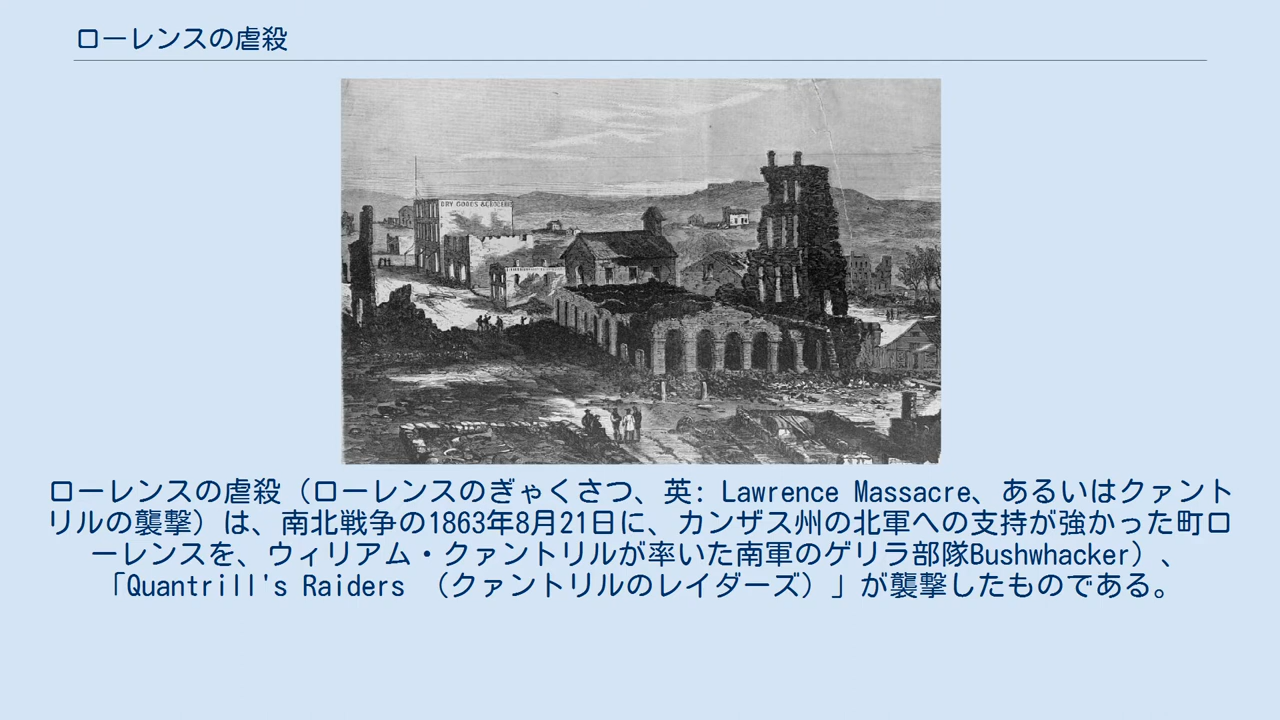 ローレンスの虐殺
DRY GOODS & GROCERI
ローレンスの虐殺（ローレンスのぎゃくさつ、英: Lawrence Massacre、あるいはクァント
リルの襲撃）は、南北戦争の1863年8月21日に、カンザス州の北軍への支持が強かった町ロ
ーレンスを、ウィリアム・クァントリルが率いた南軍のゲリラ部隊Bushwhacker）、
「Quantrill's Raiders （クァントリルのレイダーズ）」が襲撃したものである。